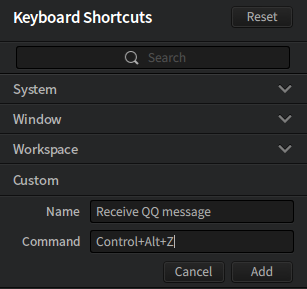 Keyboard Shortcuts
Reset
Search
System
Window
Workspace
Custom
Name Receive QQ message
Command Control+Alt+Z
Cancel Add